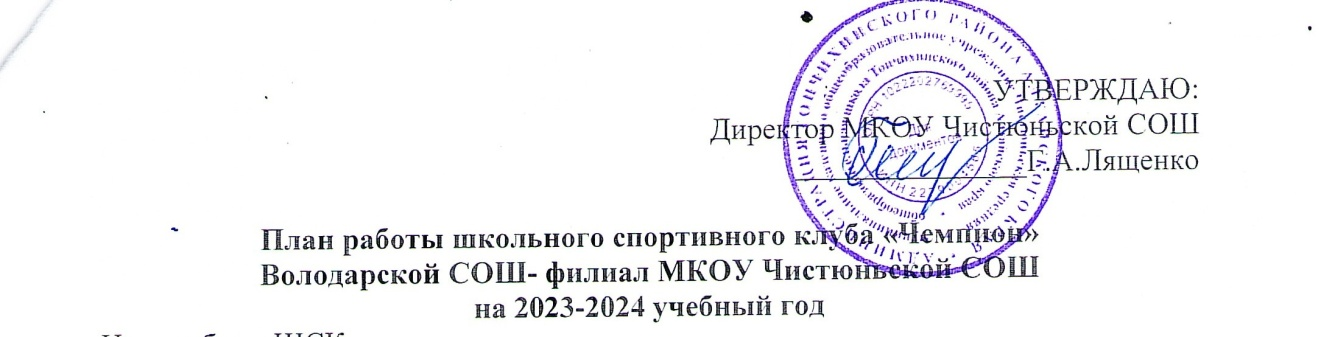 УТВЕРЖДАЮ:
Директор МКОУ Чистюньской СОШ
Г.А.Лященко
План работы школьного спортивного клуба «Чемпион»
Володарской СОШ- филиал МКОУ Чистюньской СОШ
на 2023-2024 учебный год